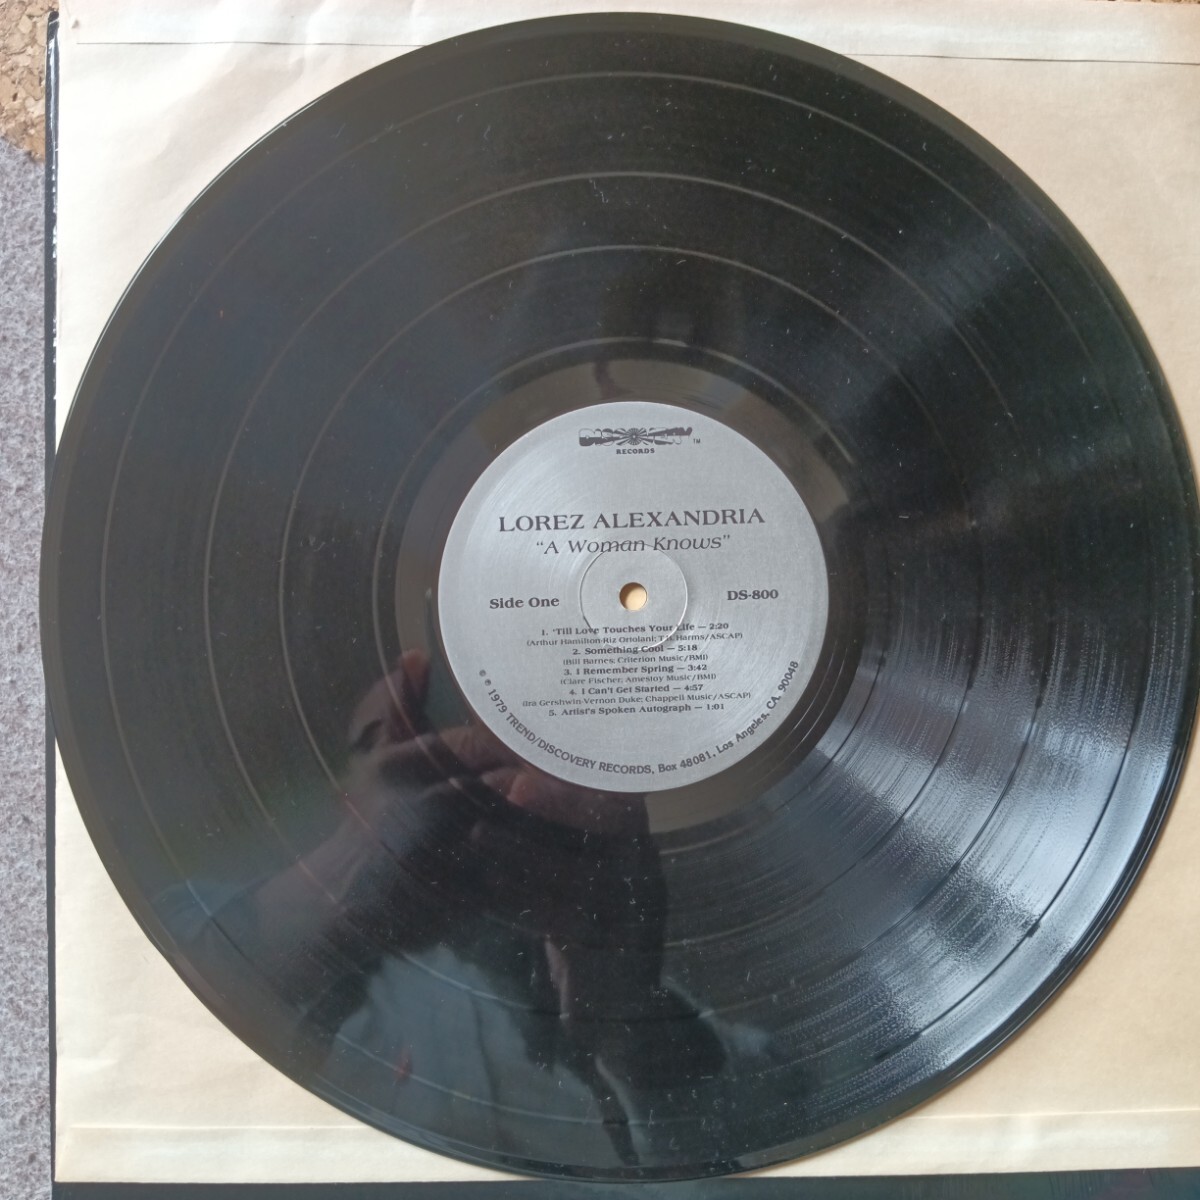 DISCOVERY TM
RECORDS
LOREZ ALEXANDRIA
"A Woman Knows"
Side One
DS-800
1. 'Till Love Touches Your Life — 2:20
(Arthur Hamilton-Riz Ortolani; T.B. Harms/ASCAP)
2. Something Cool — 5:18
(Bill Barnes; Criterion Music/BMI)
3. I Remember Spring — 3:42
(Clare Fischer; Amestoy Music/BMI)
4. I Can't Get Started — 4:57
(Ira Gershwin-Vernon Duke; Chappell Music/ASCAP)
5. Artist's Spoken Autograph — 1:01
© ℗ 1979 TREND/DISCOVERY RECORDS, Box 48081, Los Angeles, CA. 90048